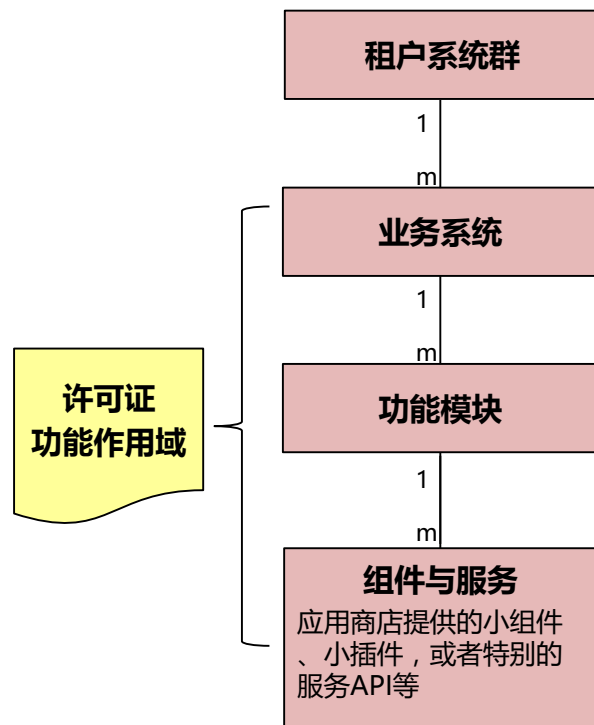 租户系统群
1
m
业务系统
1
m
许可证
功能作用域
功能模块
1
m
组件与服务
应用商店提供的小组件
、小插件，或者特别的
服务API等